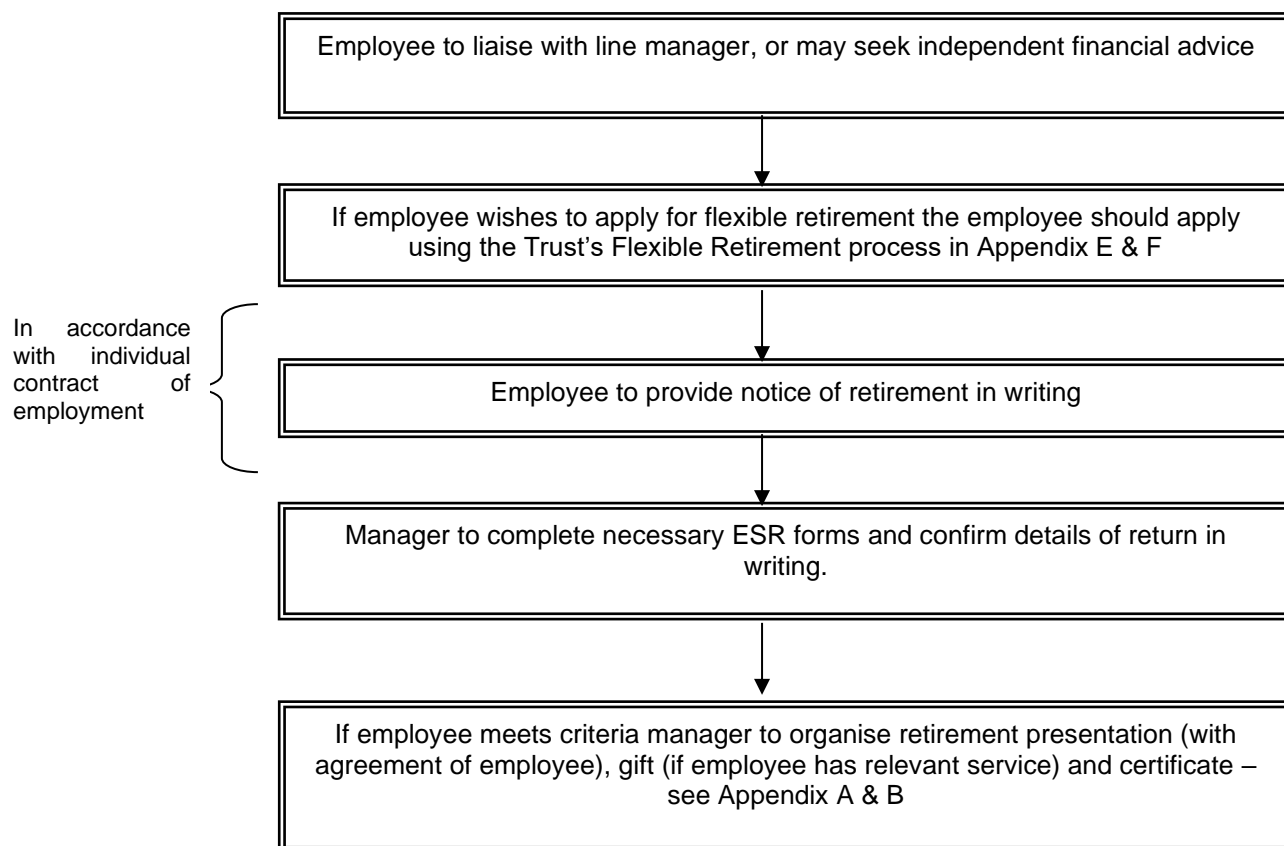 Employee to liaise with line manager, or may seek independent financial advice
If employee wishes to apply for flexible retirement the employee should apply
using the Trust’s Flexible Retirement process in Appendix E & F
In accordance
with individual
contract of
employment
Employee to provide notice of retirement in writing
Manager to complete necessary ESR forms and confirm details of return in
writing.
If employee meets criteria manager to organise retirement presentation (with
agreement of employee), gift (if employee has relevant service) and certificate –
see Appendix A & B